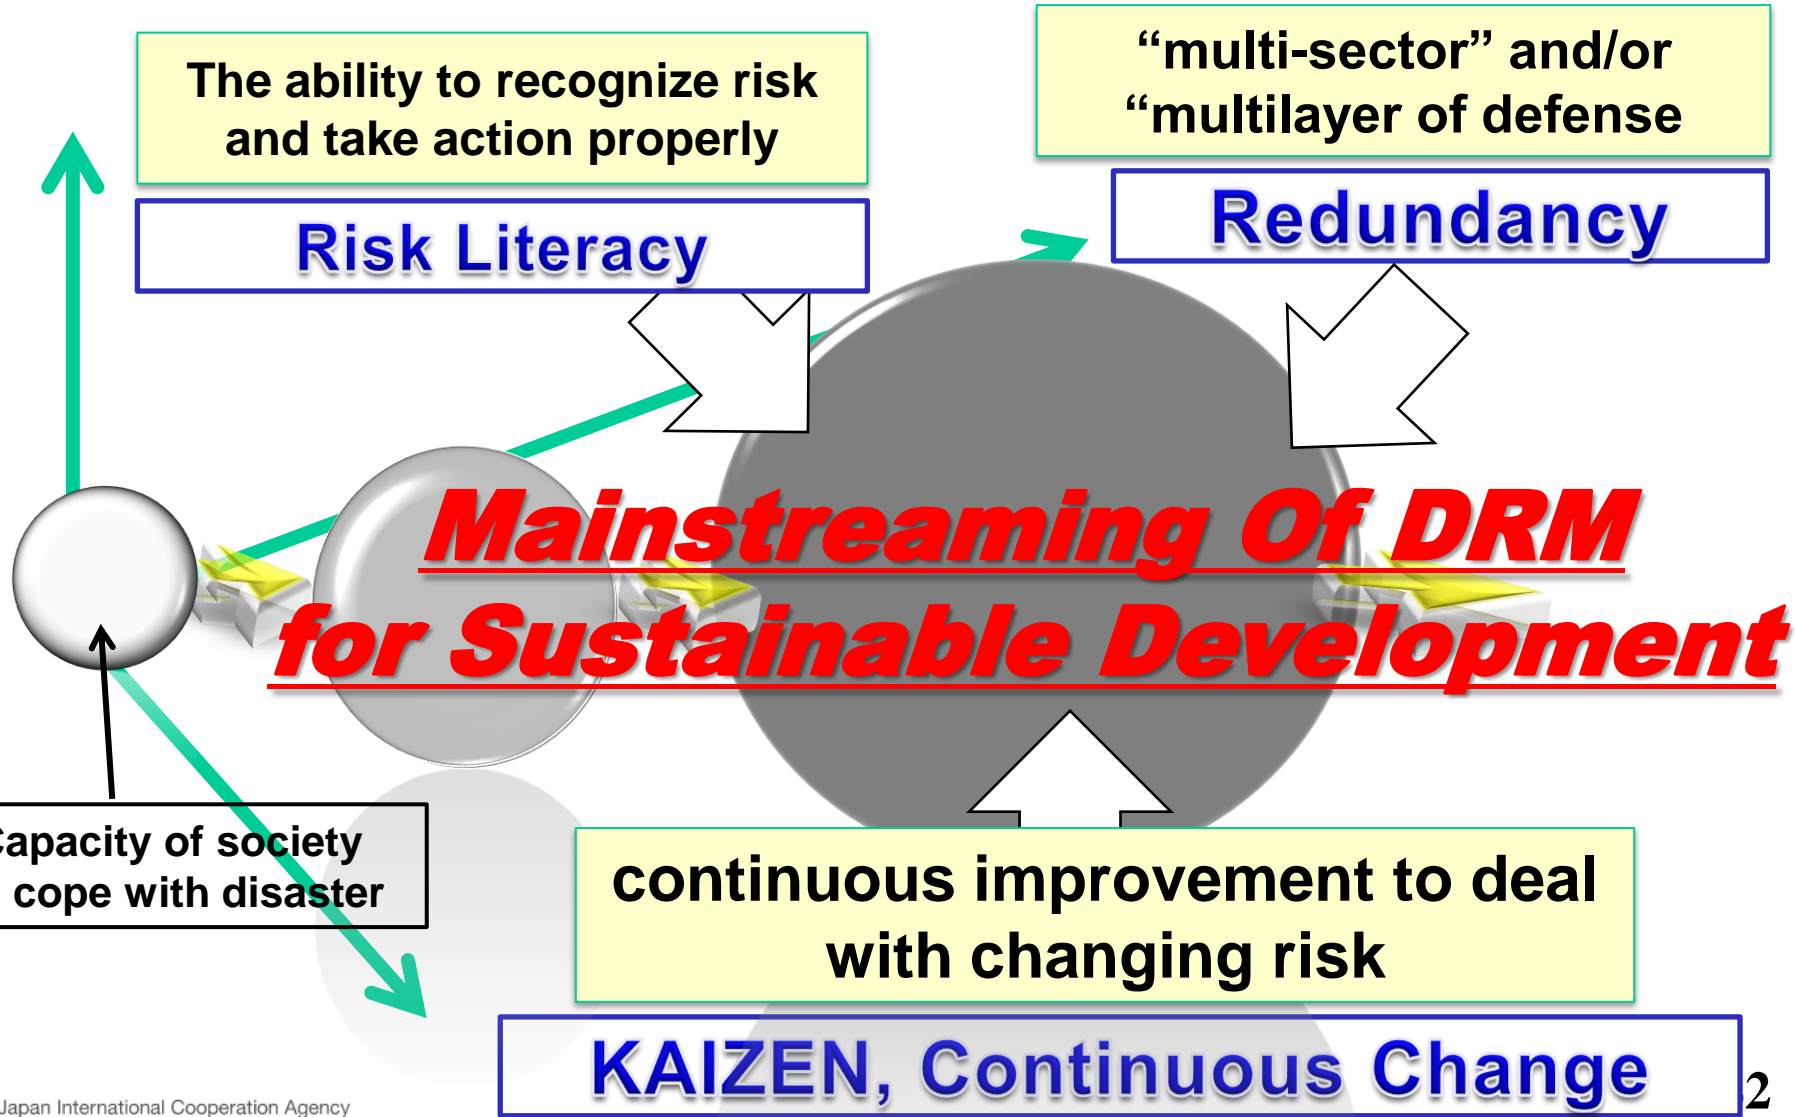 The ability to recognize risk
and take action properly
Risk Literacy
“multi-sector” and/or
“multilayer of defense
Redundancy
Mainstreaming Of DRM
for Sustainable Development
Capacity of society
cope with disaster
continuous improvement to deal
with changing risk
KAIZEN, Continuous Change
Japan International Cooperation Agency
2